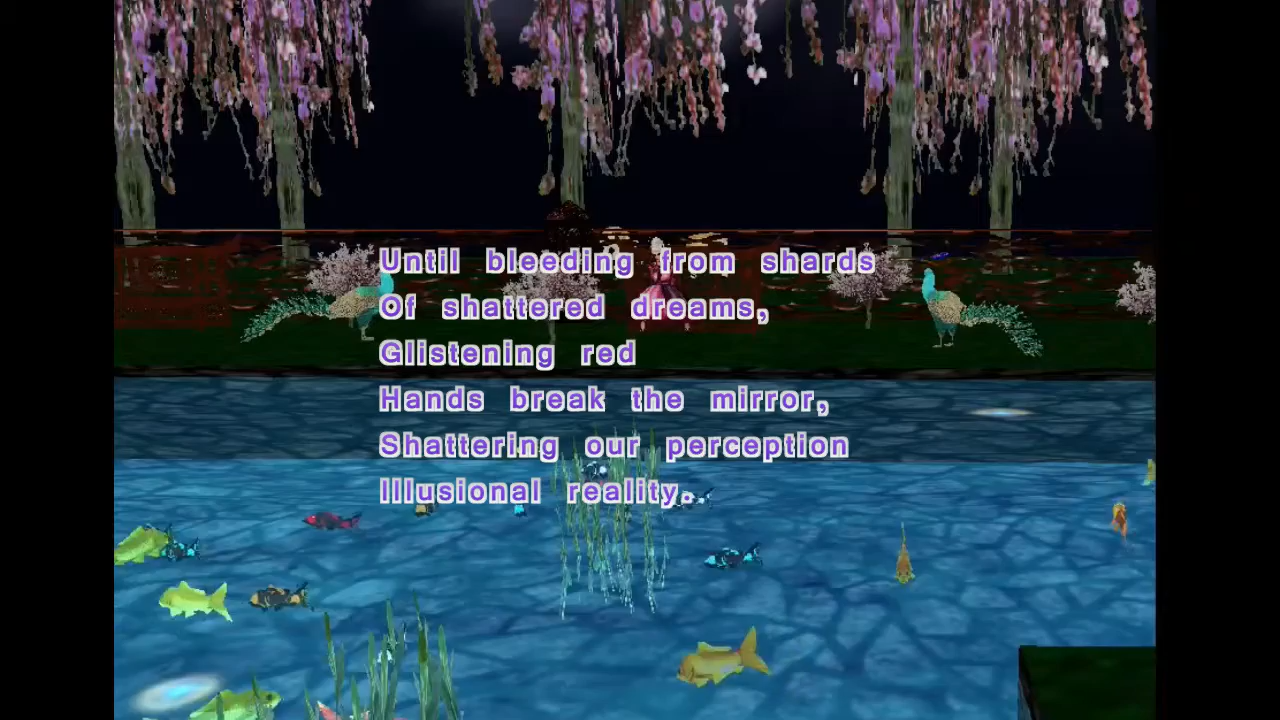 Until bleeding from shards
Of shattered dreams,
Glistening red
Hands break the mirror,
Shattering our perception
Illusional reality.